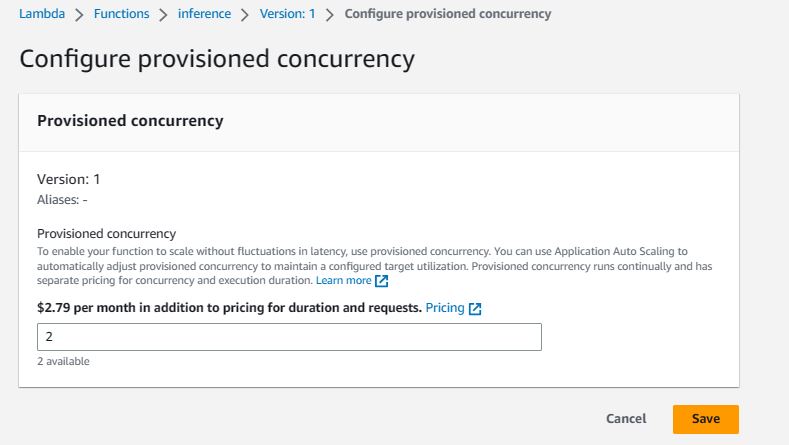 Lambda > Functions > inference > Version: 1 > Configure provisioned concurrency
Configure provisioned concurrency
Provisioned concurrency
Version: 1
Aliases: -
Provisioned concurrency
To enable your function to scale without fluctuations in latency, use provisioned concurrency. You can use Application Auto Scaling to
automatically adjust provisioned concurrency to maintain a configured target utilization. Provisioned concurrency runs continually and has
separate pricing for concurrency and execution duration. Learn more
$2.79 per month in addition to pricing for duration and requests. Pricing
2
2 available
Cancel Save